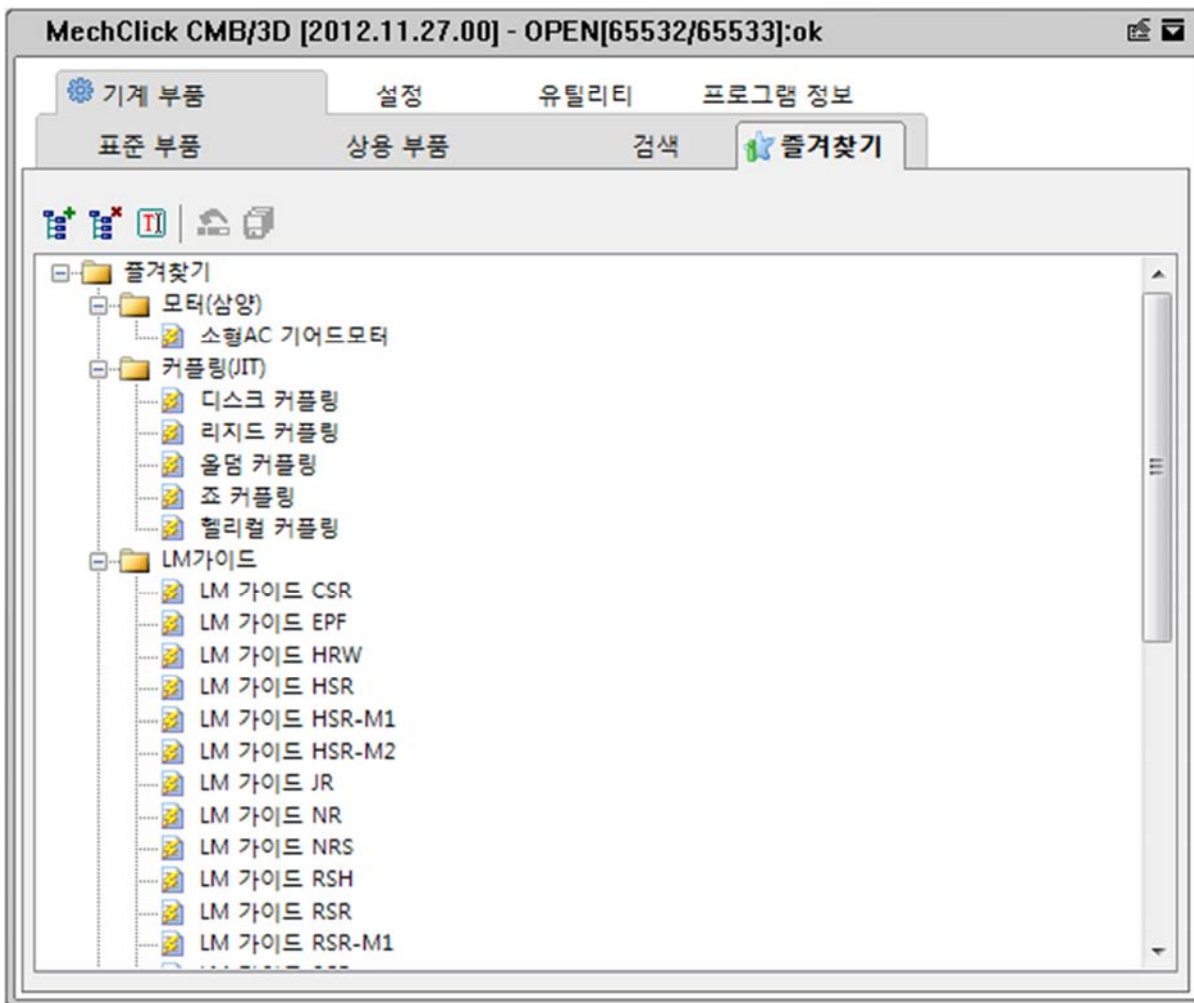 MechClick CMB/3D [2012.11.27.00] - OPEN[65532/65533]:ok
기계 부품 설정 유틸리티 프로그램 정보
표준 부품 상용 부품 검색 즐겨찾기
즐겨찾기
모터(삼양)
소형AC 기어드모터
커플링(JIT)
디스크 커플링
리지드 커플링
올덤 커플링
죠 커플링
헬리컬 커플링
LM가이드
LM 가이드 CSR
LM 가이드 EPF
LM 가이드 HRW
LM 가이드 HSR
LM 가이드 HSR-M1
LM 가이드 HSR-M2
LM 가이드 JR
LM 가이드 NR
LM 가이드 NRS
LM 가이드 RSH
LM 가이드 RSR
LM 가이드 RSR-M1